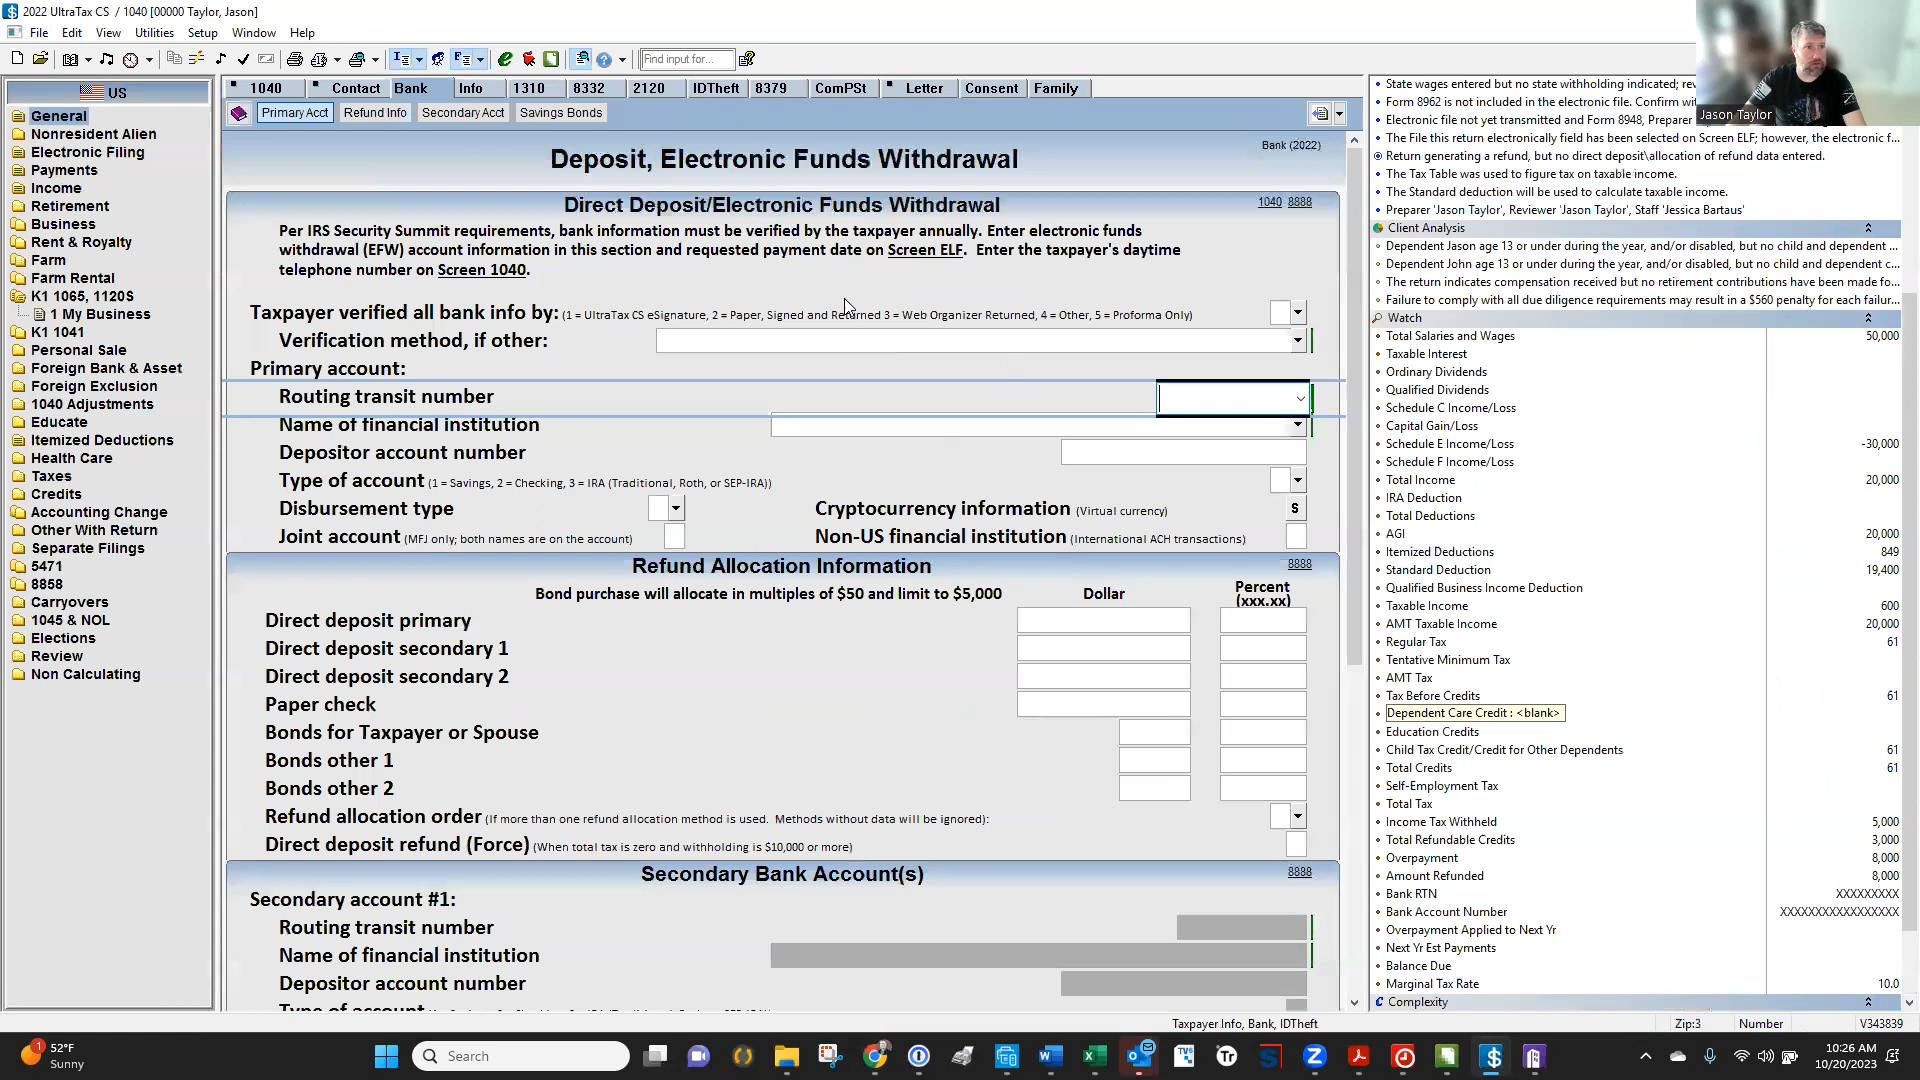 2022 UltraTax CS / 1040 [00000 Taylor, Jason]
File Edit View Utilities Setup Window Help
Find input for...
US
General
Nonresident Alien
Electronic Filing
Payments
Income
Retirement
Business
Rent & Royalty
Farm
Farm Rental
K1 1065, 1120S
1 My Business
K1 1041
Personal Sale
Foreign Bank & Asset
Foreign Exclusion
1040 Adjustments
Educate
Itemized Deductions
Health Care
Taxes
Credits
Accounting Change
Other With Return
Separate Filings
5471
8858
Carryovers
1045 & NOL
Elections
Review
Non Calculating
1040 Contact Bank Info 1310 8332 2120 IDTheft 8379 ComPSt Letter Consent Family
Primary Acct Refund Info Secondary Acct Savings Bonds
Deposit, Electronic Funds Withdrawal
Bank (2022)
Direct Deposit/Electronic Funds Withdrawal 1040 8888
Per IRS Security Summit requirements, bank information must be verified by the taxpayer annually. Enter electronic funds
withdrawal (EFW) account information in this section and requested payment date on Screen ELF. Enter the taxpayer's daytime
telephone number on Screen 1040.
Taxpayer verified all bank info by: (1 = UltraTax CS eSignature, 2 = Paper, Signed and Returned 3 = Web Organizer Returned, 4 = Other, 5 = Proforma Only)
Verification method, if other:
Primary account:
Routing transit number
Name of financial institution
Depositor account number
Type of account (1 = Savings, 2 = Checking, 3 = IRA (Traditional, Roth, or SEP-IRA))
Disbursement type Cryptocurrency information (Virtual currency) $
Joint account (MFJ only; both names are on the account) Non-US financial institution (International ACH transactions)
Refund Allocation Information 8888
Bond purchase will allocate in multiples of $50 and limit to $5,000 Dollar Percent
(xxx.xx)
Direct deposit primary
Direct deposit secondary 1
Direct deposit secondary 2
Paper check
Bonds for Taxpayer or Spouse
Bonds other 1
Bonds other 2
Refund allocation order (If more than one refund allocation method is used. Methods without data will be ignored):
Direct deposit refund (Force) (When total tax is zero and withholding is $10,000 or more)
Secondary Bank Account(s) 8888
Secondary account #1:
Routing transit number
Name of financial institution
Depositor account number
Jason Taylor
State wages entered but no state withholding indicated; rev
Form 8962 is not included in the electronic file. Confirm wit
Electronic file not yet transmitted and Form 8948, Preparer
The File this return electronically field has been selected on Screen ELF; however, the electronic f...
Return generating a refund, but no direct deposit\allocation of refund data entered.
The Tax Table was used to figure tax on taxable income.
The Standard deduction will be used to calculate taxable income.
Preparer 'Jason Taylor', Reviewer 'Jason Taylor', Staff 'Jessica Bartaus'
Client Analysis
Dependent Jason age 13 or under during the year, and/or disabled, but no child and dependent ...
Dependent John age 13 or under during the year, and/or disabled, but no child and dependent c...
The return indicates compensation received but no retirement contributions have been made fo...
Failure to comply with all due diligence requirements may result in a $560 penalty for each failur...
Watch
Total Salaries and Wages 50,000
Taxable Interest
Ordinary Dividends
Qualified Dividends
Schedule C Income/Loss
Capital Gain/Loss
Schedule E Income/Loss -30,000
Schedule F Income/Loss
Total Income 20,000
IRA Deduction
Total Deductions
AGI 20,000
Itemized Deductions 849
Standard Deduction 19,400
Qualified Business Income Deduction
Taxable Income 600
AMT Taxable Income 20,000
Regular Tax 61
Tentative Minimum Tax
AMT Tax
Tax Before Credits 61
Dependent Care Credit : <blank>
Education Credits
Child Tax Credit/Credit for Other Dependents 61
Total Credits 61
Self-Employment Tax
Total Tax
Income Tax Withheld 5,000
Total Refundable Credits 3,000
Overpayment 8,000
Amount Refunded 8,000
Bank RTN XXXXXXXXX
Bank Account Number XXXXXXXXXXXXXXXXX
Overpayment Applied to Next Yr
Next Yr Est Payments
Balance Due
Marginal Tax Rate 10.0
Complexity
Taxpayer Info, Bank, IDTheft Zip:3 Number V343839
1
52°F
Sunny
Search
10:26 AM
10/20/2023